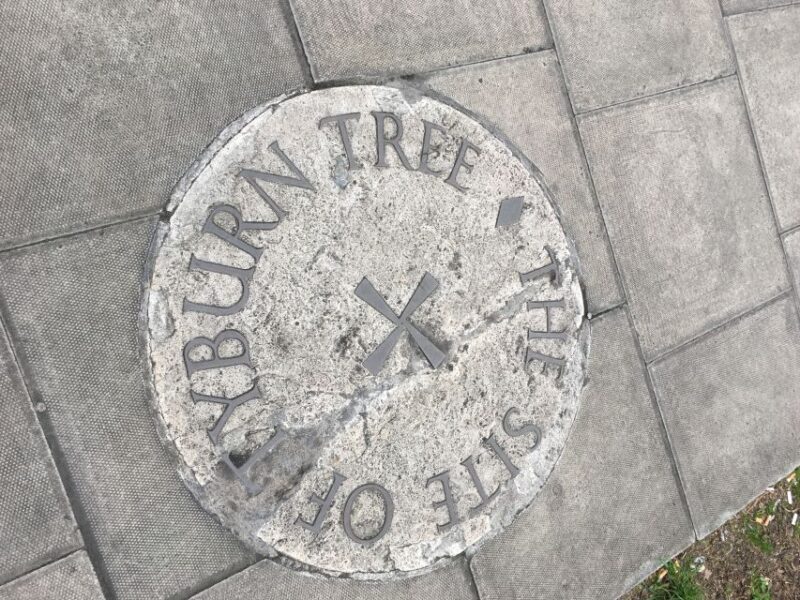 THE SITE OF TYBURN TREE